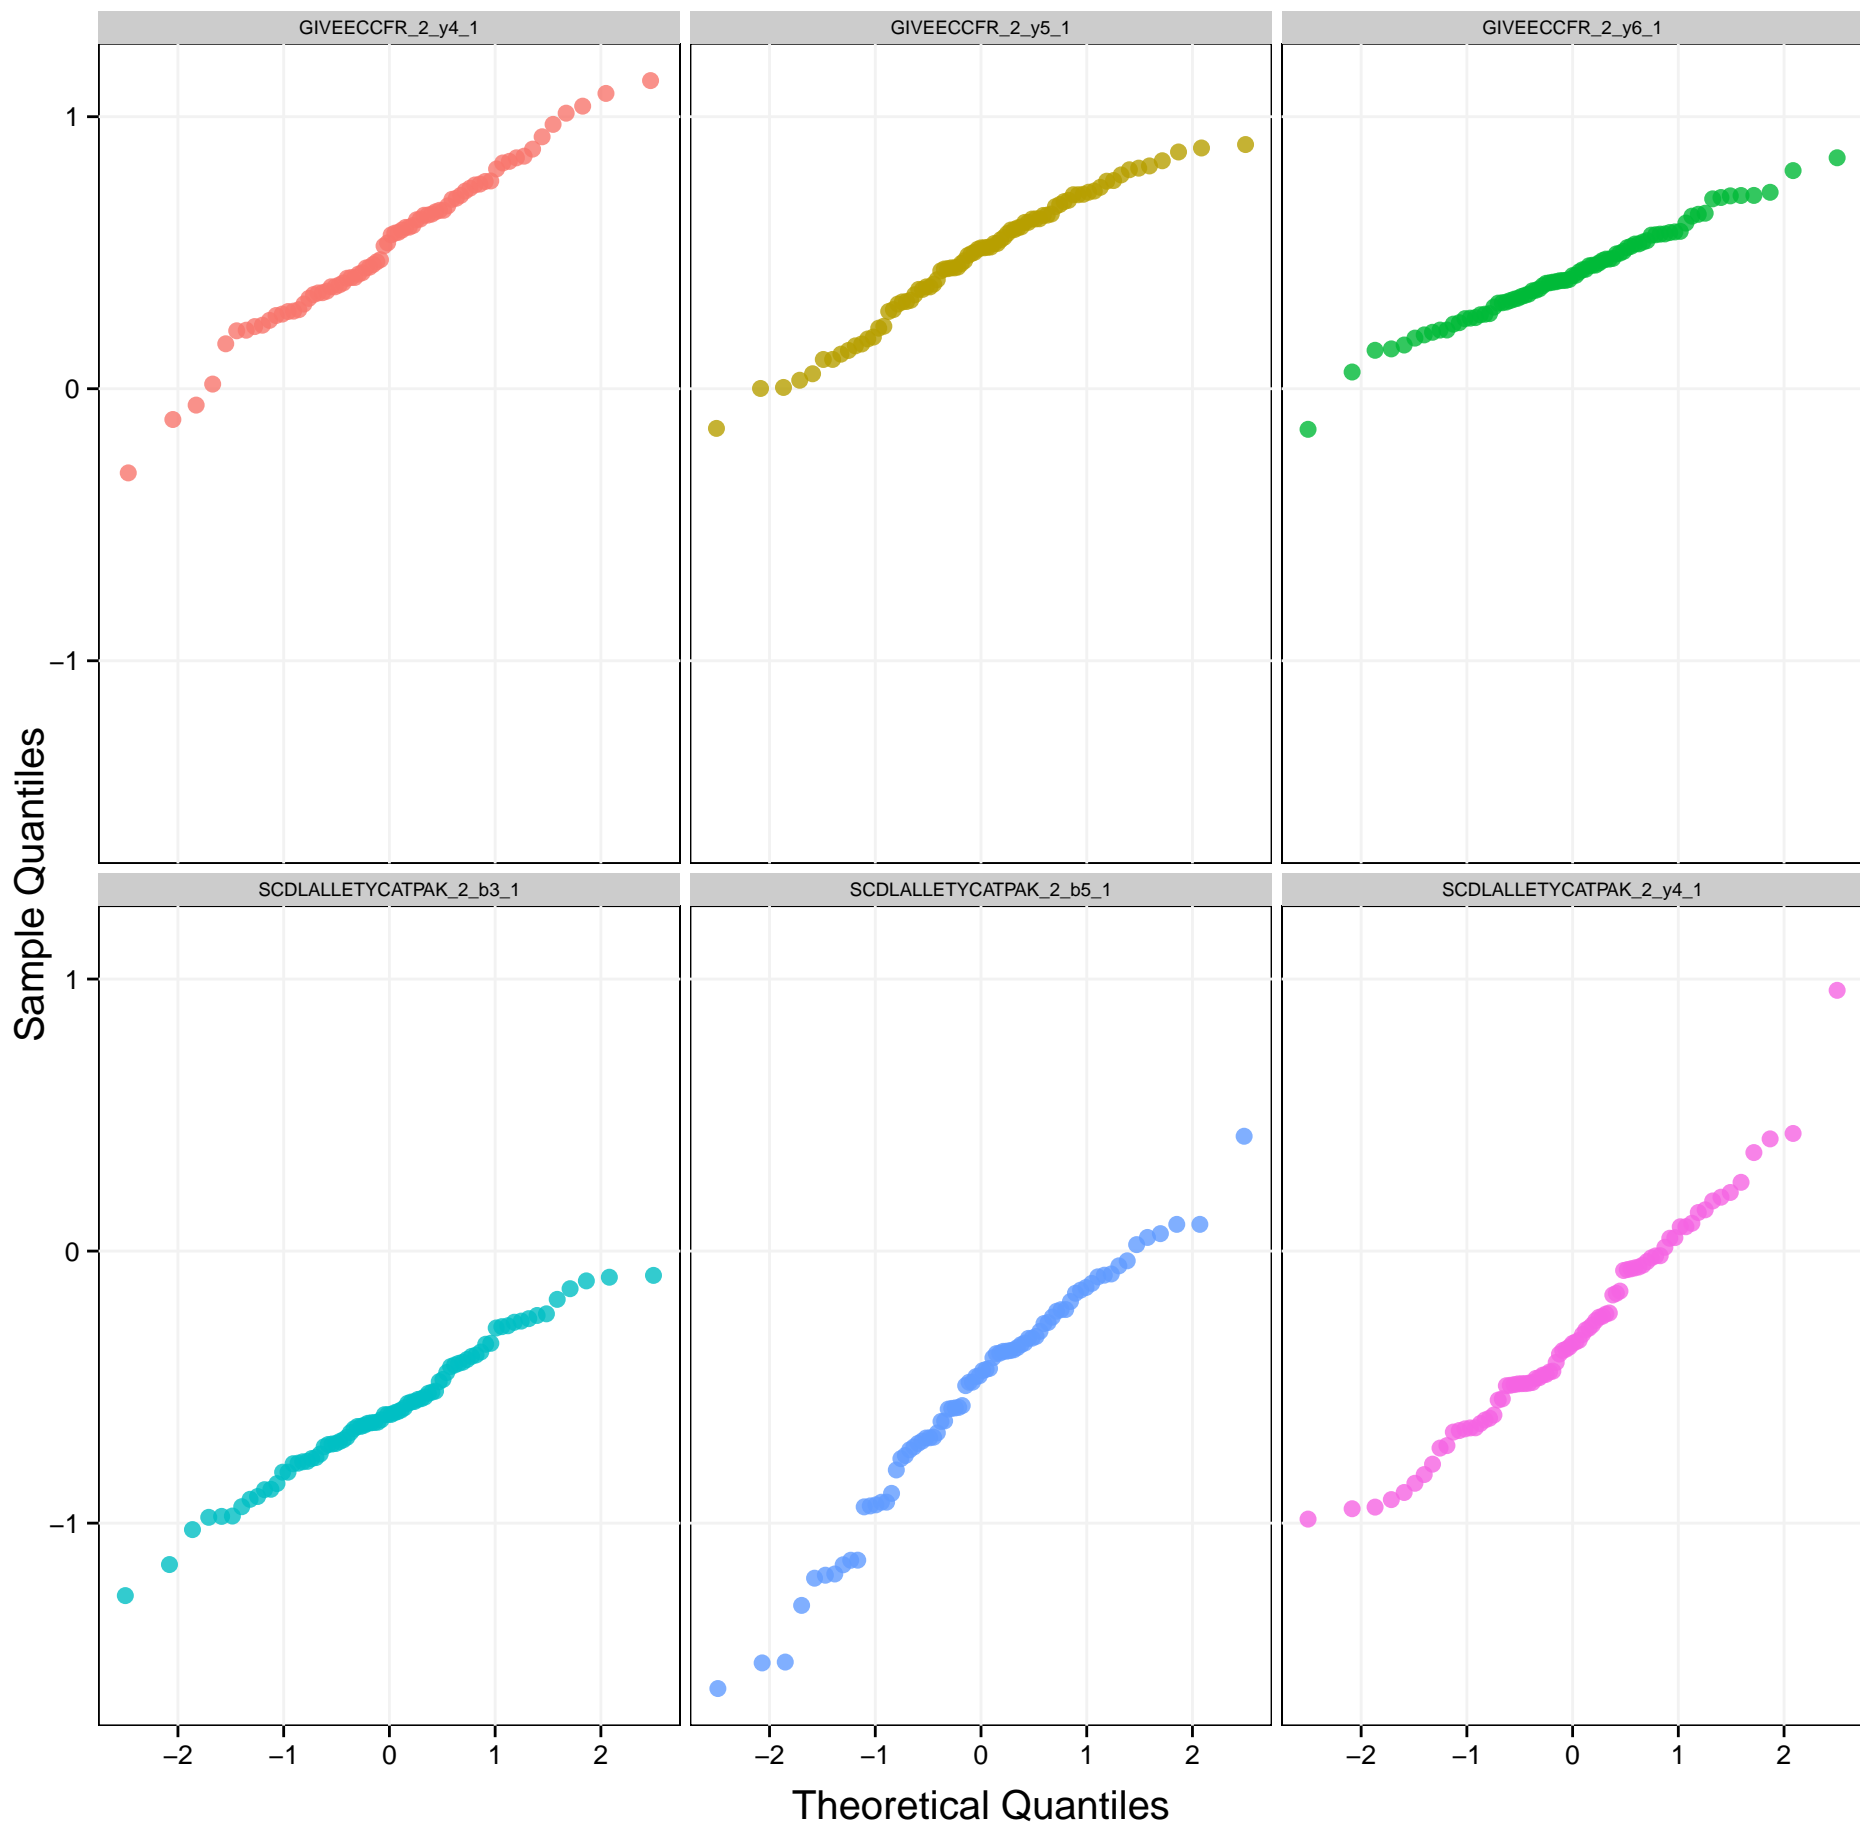 GIVEECCFR_2_y4_1
GIVEECCFR_2_y5_1
GIVEECCFR_2_y6_1
1
0
−1
SCDLALLETYCATPAK_2_b3_1
SCDLALLETYCATPAK_2_b5_1
SCDLALLETYCATPAK_2_y4_1
1
0
−1
Sample Quantiles
−2 −1 0 1 2
−2 −1 0 1 2
−2 −1 0 1 2
Theoretical Quantiles